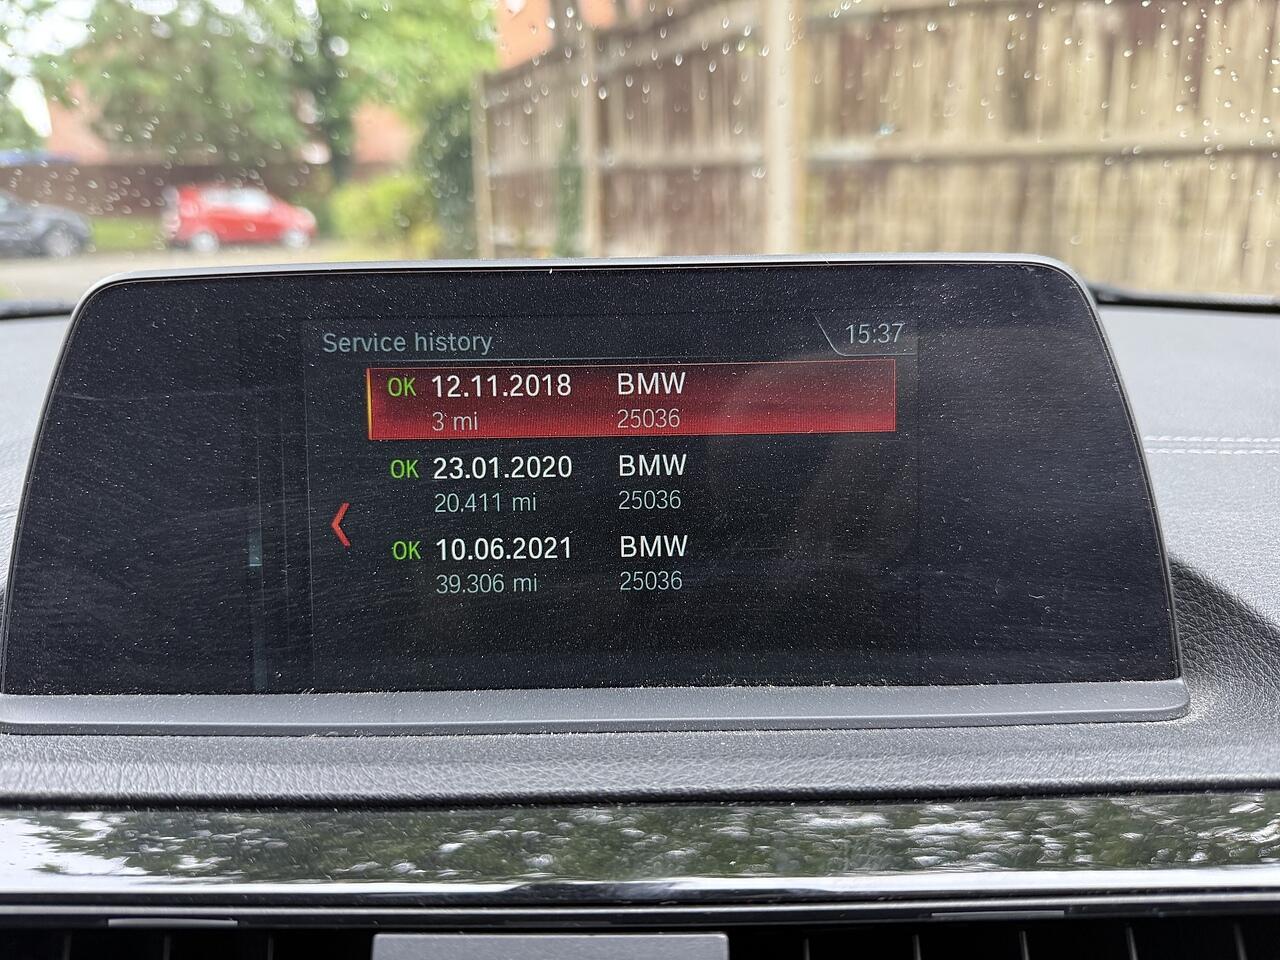 Service history
15:37
OK 12.11.2018 BMW
3 mi 25036
OK 23.01.2020 BMW
20.411 mi 25036
OK 10.06.2021 BMW
39.306 mi 25036